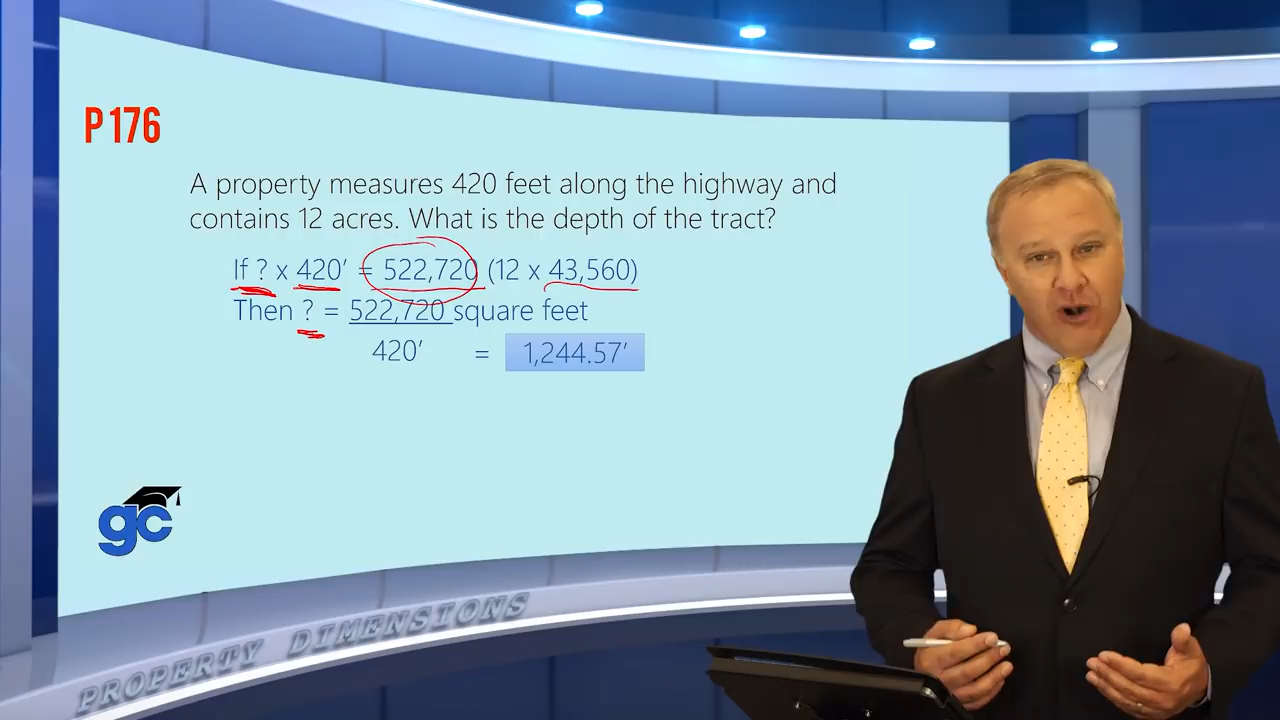 P 176
A property measures 420 feet along the highway and
contains 12 acres. What is the depth of the tract?
If ? x 420′ = 522,720 (12 x 43,560)
Then ? = 522,720 square feet
420′ = 1,244.57′
gc
PROPERTY DIMENSIONS